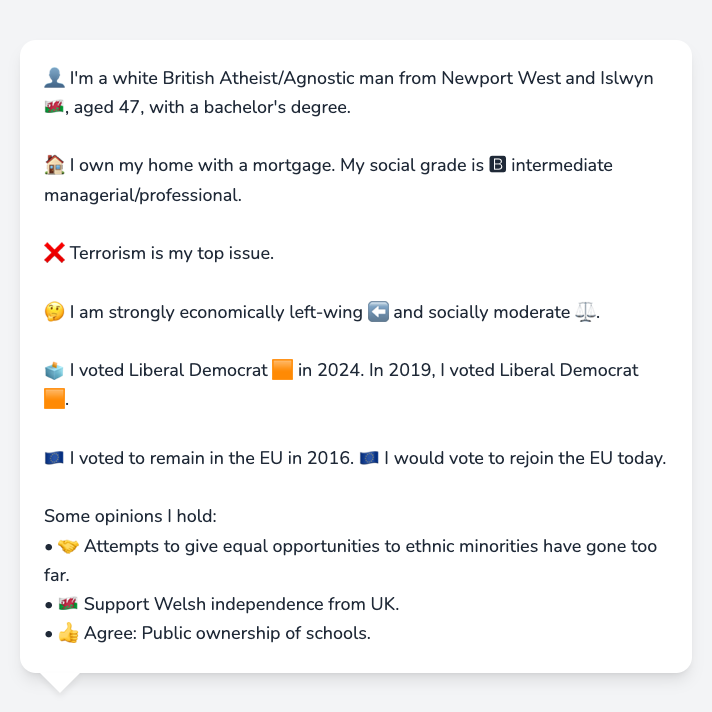 👤 I'm a white British Atheist/Agnostic man from Newport West and Islwyn
🏴󠁧󠁢󠁷󠁬󠁳󠁿, aged 47, with a bachelor's degree.
🏠 I own my home with a mortgage. My social grade is 🅱 intermediate
managerial/professional.
❌ Terrorism is my top issue.
🤔 I am strongly economically left-wing ⬅️ and socially moderate ⚖️.
🗳️ I voted Liberal Democrat 🟧 in 2024. In 2019, I voted Liberal Democrat
🟧.
🇪🇺 I voted to remain in the EU in 2016. 🇪🇺 I would vote to rejoin the EU today.
Some opinions I hold:
• 🤝 Attempts to give equal opportunities to ethnic minorities have gone too
far.
• 🏴󠁧󠁢󠁷󠁬󠁳󠁿 Support Welsh independence from UK.
• 👍 Agree: Public ownership of schools.